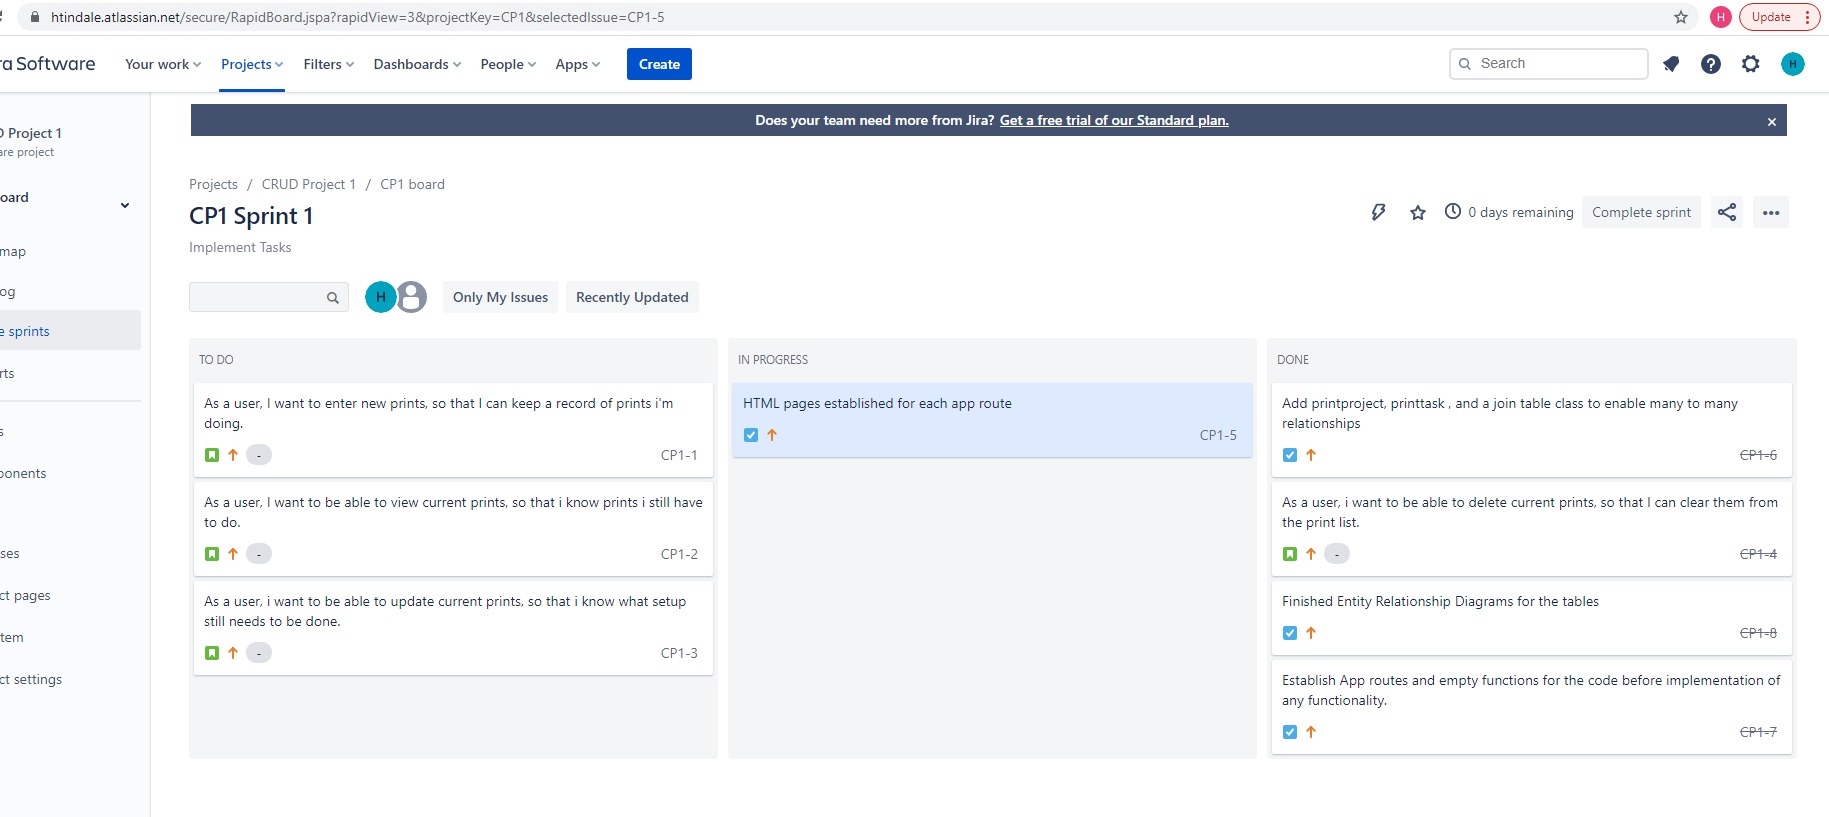 htindale.atlassian.net/secure/RapidBoard.jspa?rapidView=3&projectKey=CP1&selectedIssue=CP1-5
H
Update
ra Software
Your work
Projects
Filters
Dashboards
People
Apps
Create
Search
H
Does your team need more from Jira? Get a free trial of our Standard plan.
D Project 1
are project
oard
map
og
e sprints
rts
s
ponents
ses
ct pages
tem
ct settings
Projects / CRUD Project 1 / CP1 board
CP1 Sprint 1
0 days remaining
Complete sprint
Implement Tasks
H
Only My Issues
Recently Updated
TO DO
As a user, I want to enter new prints, so that I can keep a record of prints i'm
doing.
-
CP1-1
As a user, I want to be able to view current prints, so that i know prints i still have
to do.
-
CP1-2
As a user, i want to be able to update current prints, so that i know what setup
still needs to be done.
-
CP1-3
IN PROGRESS
HTML pages established for each app route
CP1-5
DONE
Add printproject, printtask , and a join table class to enable many to many
relationships
CP1-6
As a user, i want to be able to delete current prints, so that I can clear them from
the print list.
-
CP1-4
Finished Entity Relationship Diagrams for the tables
CP1-8
Establish App routes and empty functions for the code before implementation of
any functionality.
CP1-7